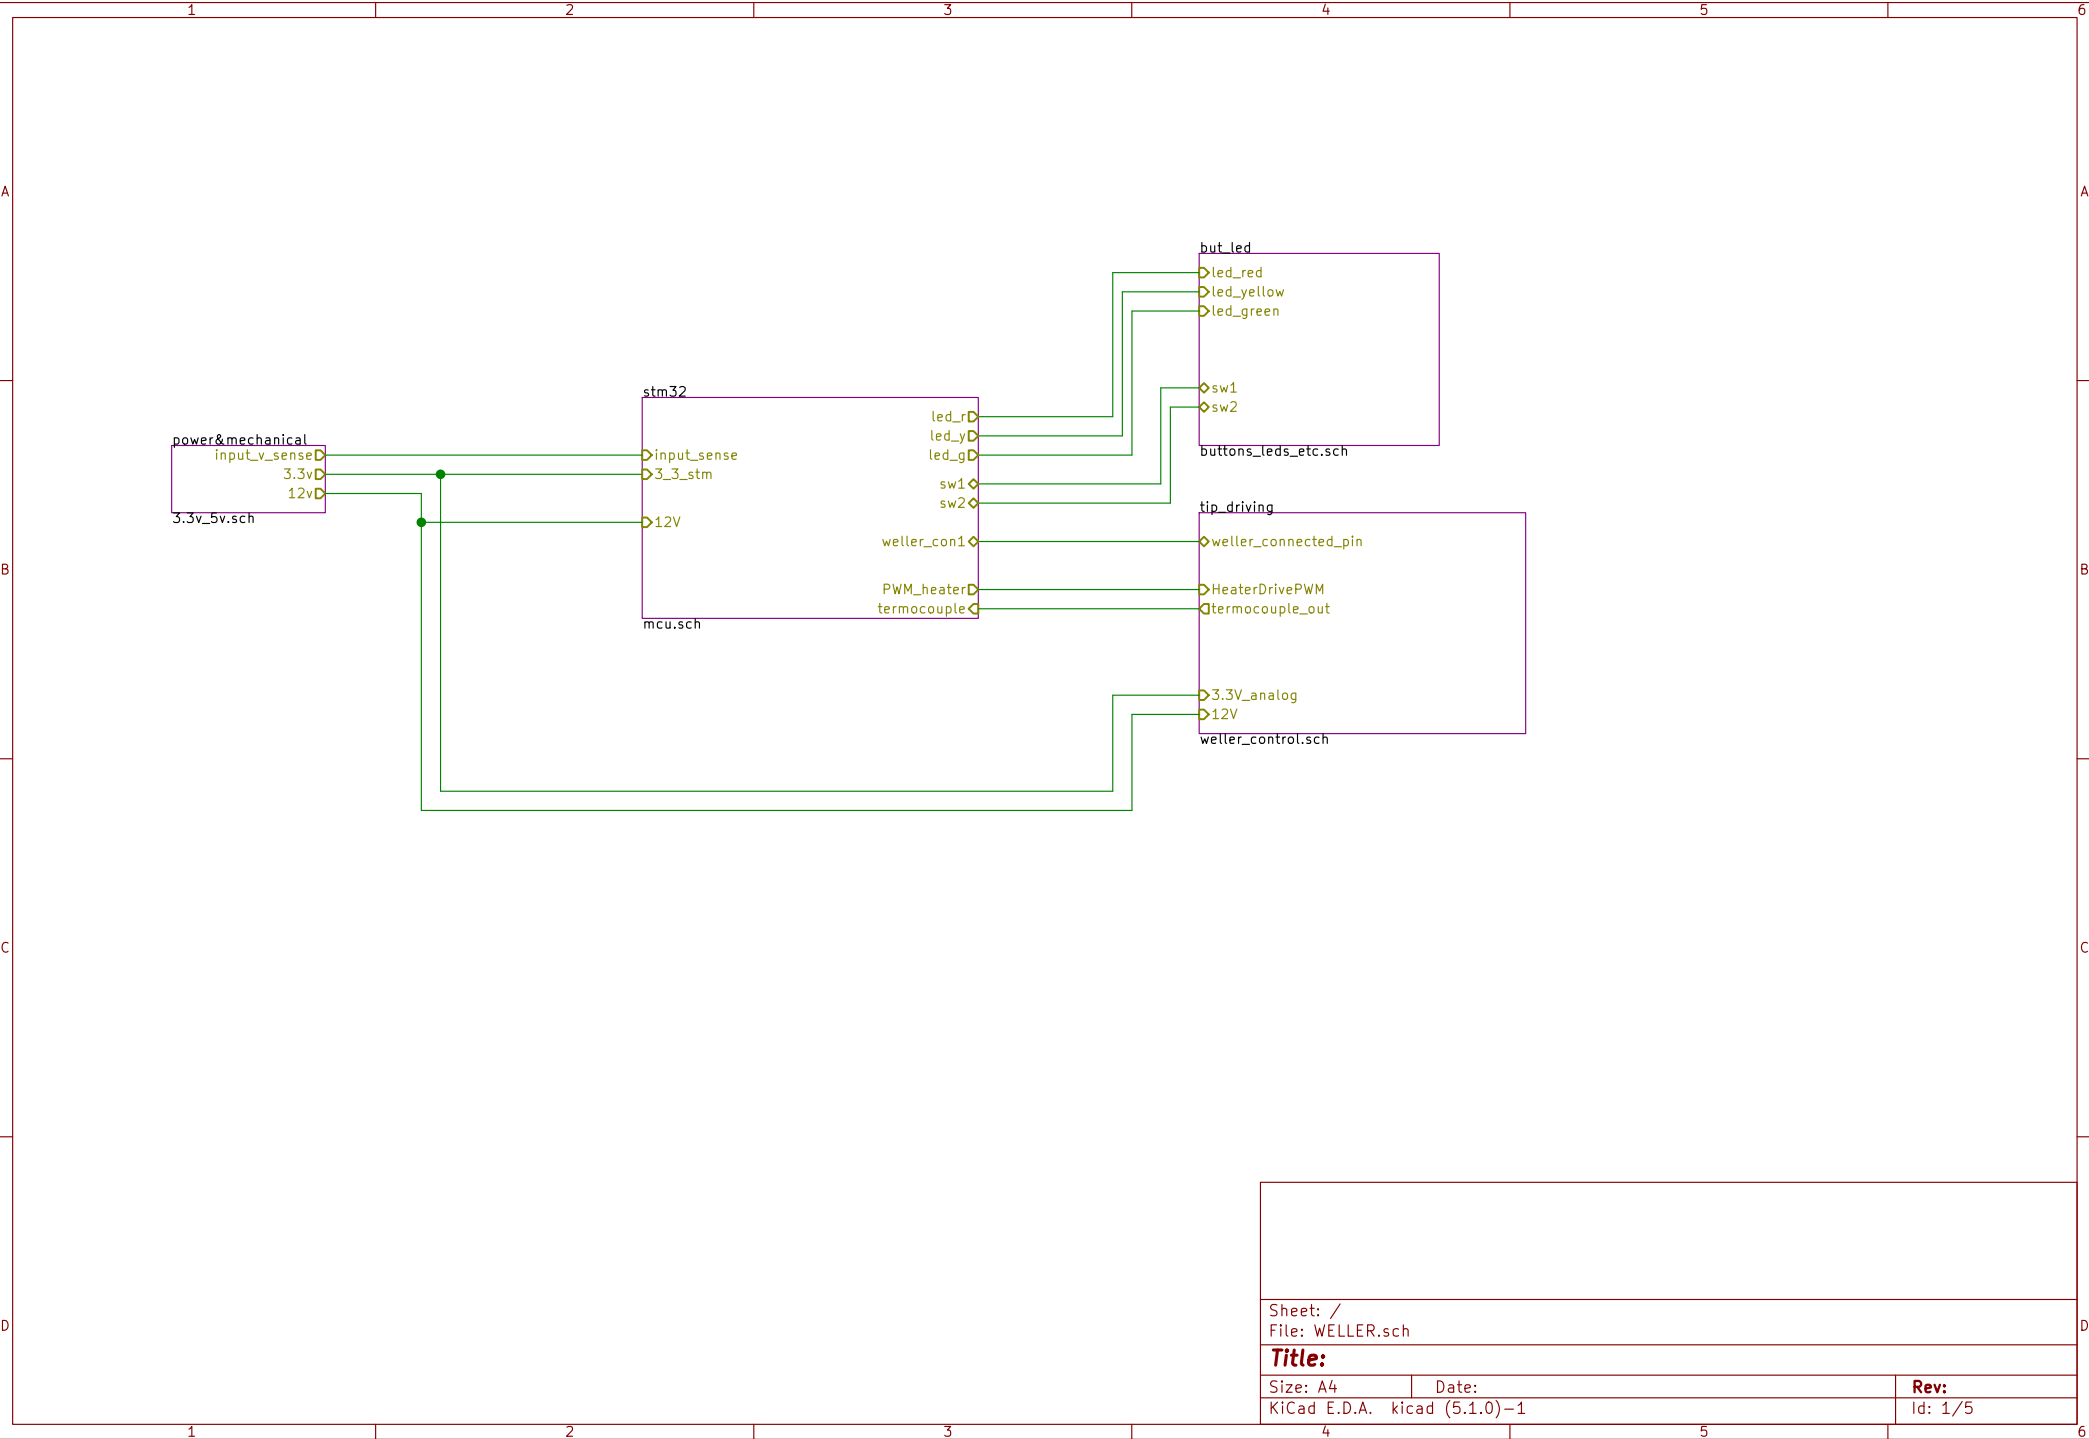 1 2 3 4 5 6
A A
B B
C C
D D
power&mechanical
input_v_sense
3.3v
12v
3.3v_5v.sch
stm32
input_sense
3_3_stm
12V
led_r
led_y
led_g
sw1
sw2
weller_con1
PWM_heater
termocouple
mcu.sch
but_led
led_red
led_yellow
led_green
sw1
sw2
buttons_leds_etc.sch
tip_driving
weller_connected_pin
HeaterDrivePWM
termocouple_out
3.3V_analog
12V
weller_control.sch
Sheet: /
File: WELLER.sch
Title:
Size: A4 Date: Rev:
KiCad E.D.A. kicad (5.1.0)-1 Id: 1/5
1 2 3 4 5 6